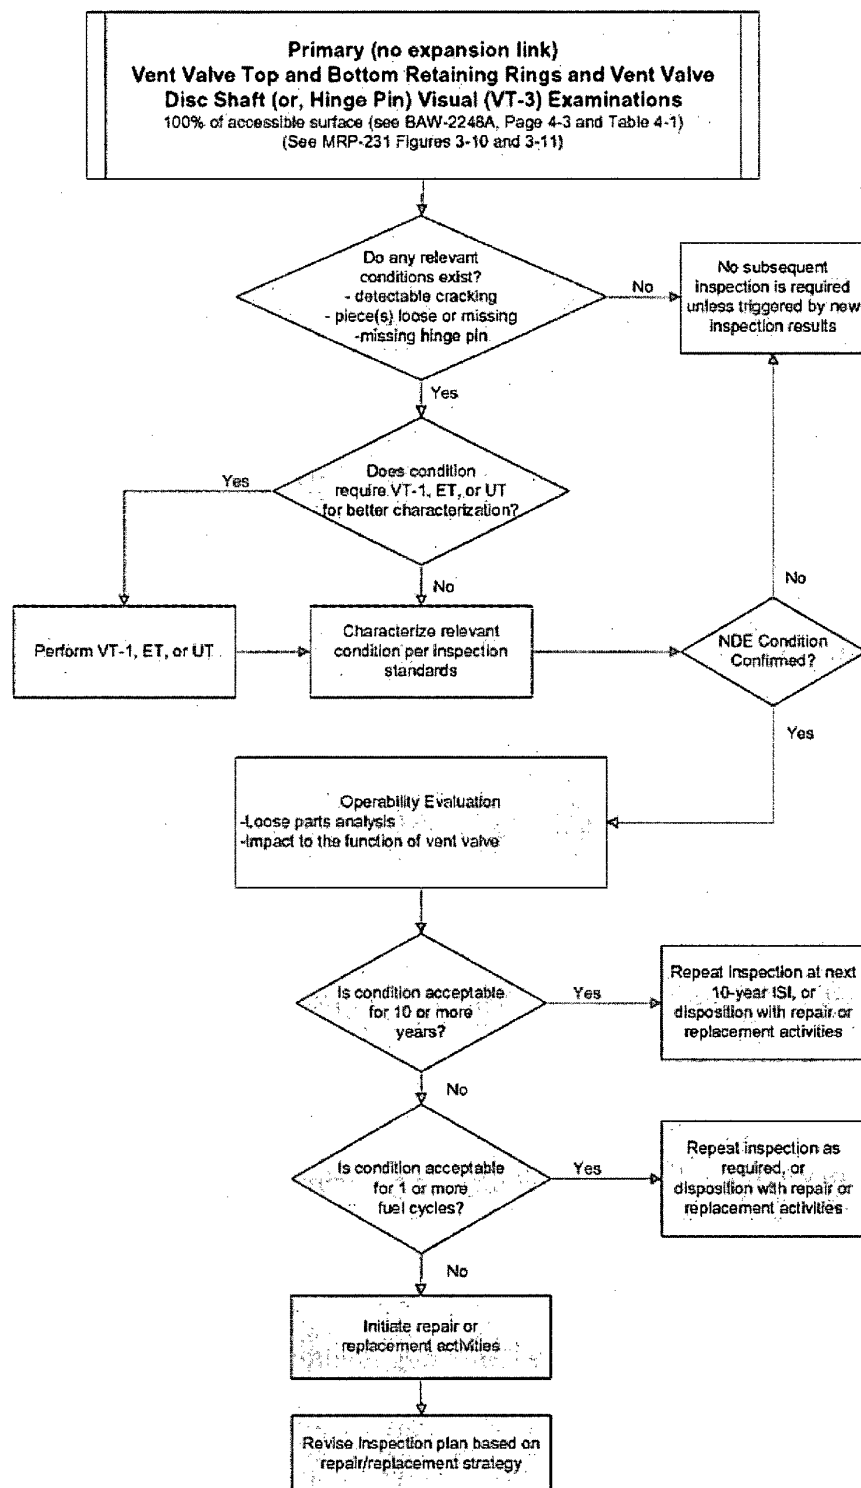 Primary (no expansion link)
Vent Valve Top and Bottom Retaining Rings and Vent Valve
Disc Shaft (or, Hinge Pin) Visual (VT-3) Examinations
100% of accessible surface (see BAW-2248A, Page 4-3 and Table 4-1)
(See MRP-231 Figures 3-10 and 3-11)
Do any relevant
conditions exist?
- detectable cracking
- piece(s) loose or missing
-missing hinge pin
No
No subsequent
inspection is required
unless triggered by new
inspection results
Yes
Does condition
require VT-1, ET, or UT
for better characterization?
Yes
No
Perform VT-1, ET, or UT
Characterize relevant
condition per inspection
standards
No
NDE Condition
Confirmed?
Yes
Operability Evaluation
-Loose parts analysis
-Impact to the function of vent valve
Is condition acceptable
for 10 or more
years?
Yes
Repeat Inspection at next
10-year ISI, or
disposition with repair or
replacement activities
No
Is condition acceptable
for 1 or more
fuel cycles?
Yes
Repeat inspection as
required, or
disposition with repair or
replacement activities
No
Initiate repair or
replacement activities
Revise Inspection plan based on
repair/replacement strategy